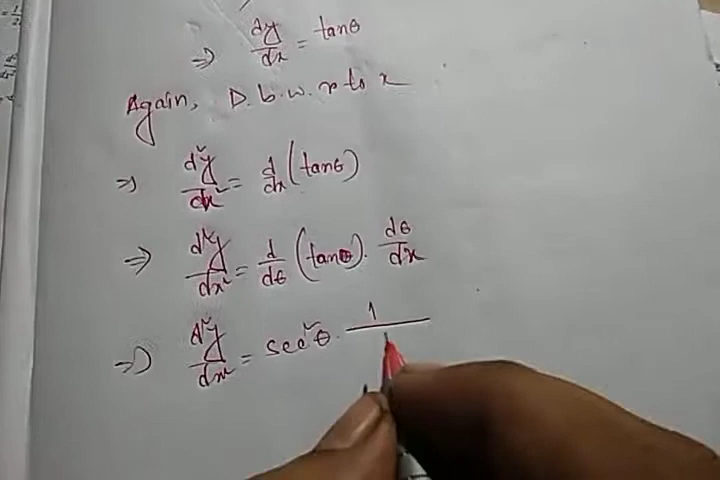 ⇒ dy/dx = tanθ
Again, D.b.w.r to x
⇒ d²y/dx² = d/dx (tanθ)
⇒ d²y/dx² = d/dθ (tanθ). dθ/dx
⇒ d²y/dx² = sec²θ. 1/